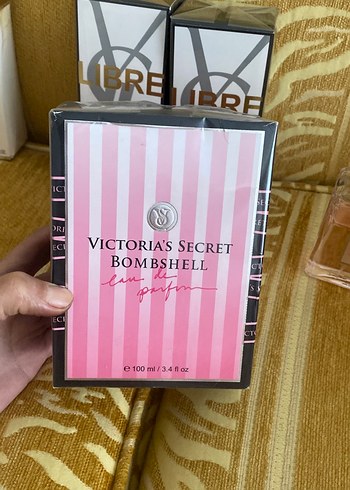 LIBRE
LIBRE
VICTORIA'S SECRET
BOMBSHELL
eau de
parfum
e 100 ml / 3.4 fl oz